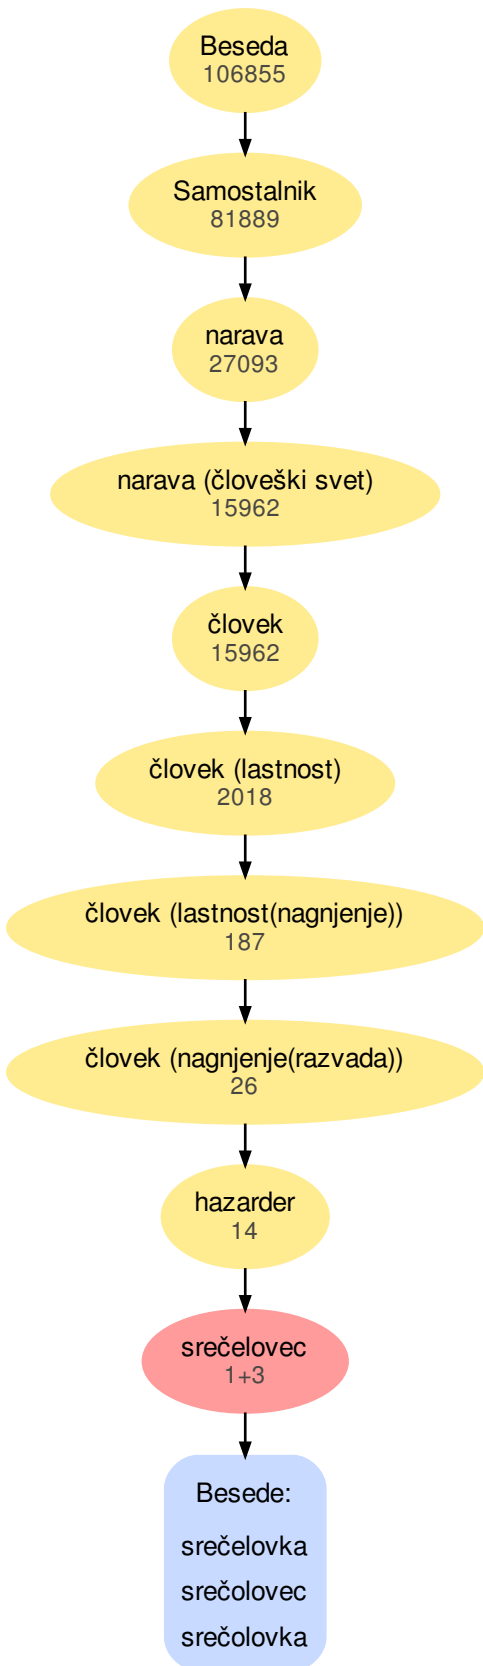 Beseda
106855
Samostalnik
81889
narava
27093
narava (človeški svet)
15962
človek
15962
človek (lastnost)
2018
človek (lastnost(nagnjenje))
187
človek (nagnjenje(razvada))
26
hazarder
14
srečelovec
1+3
Besede:
srečelovka
srečolovec
srečolovka